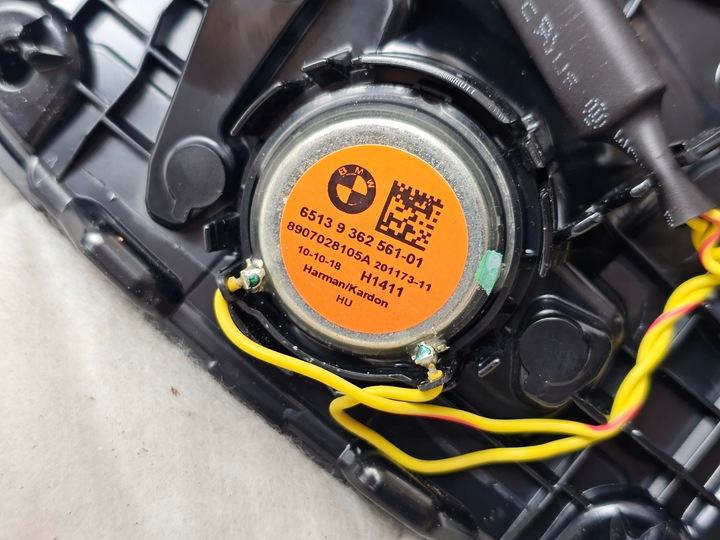 BMW
6513 9 362 561-01
8907028105A 201173-11
10-10-18 H1411
Harman/Kardon
HU